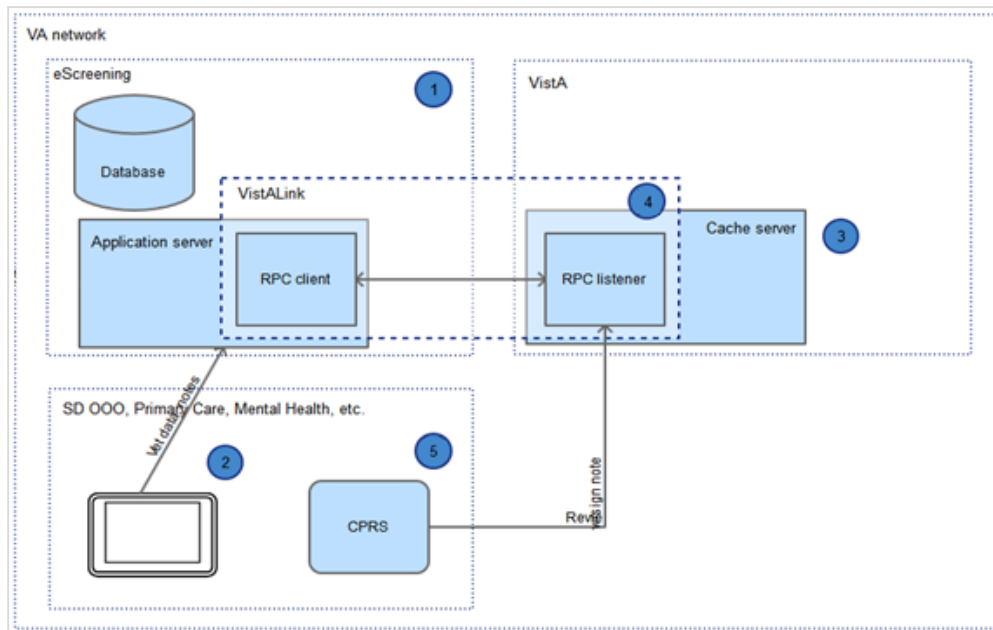 VA network
eScreening
1
VistA
Database
VistALink
4
Application server
Cache server
3
RPC client
RPC listener
SD OOO, Primary Care, Mental Health, etc.
Vet data, notes
2
5
CPRS
sign note